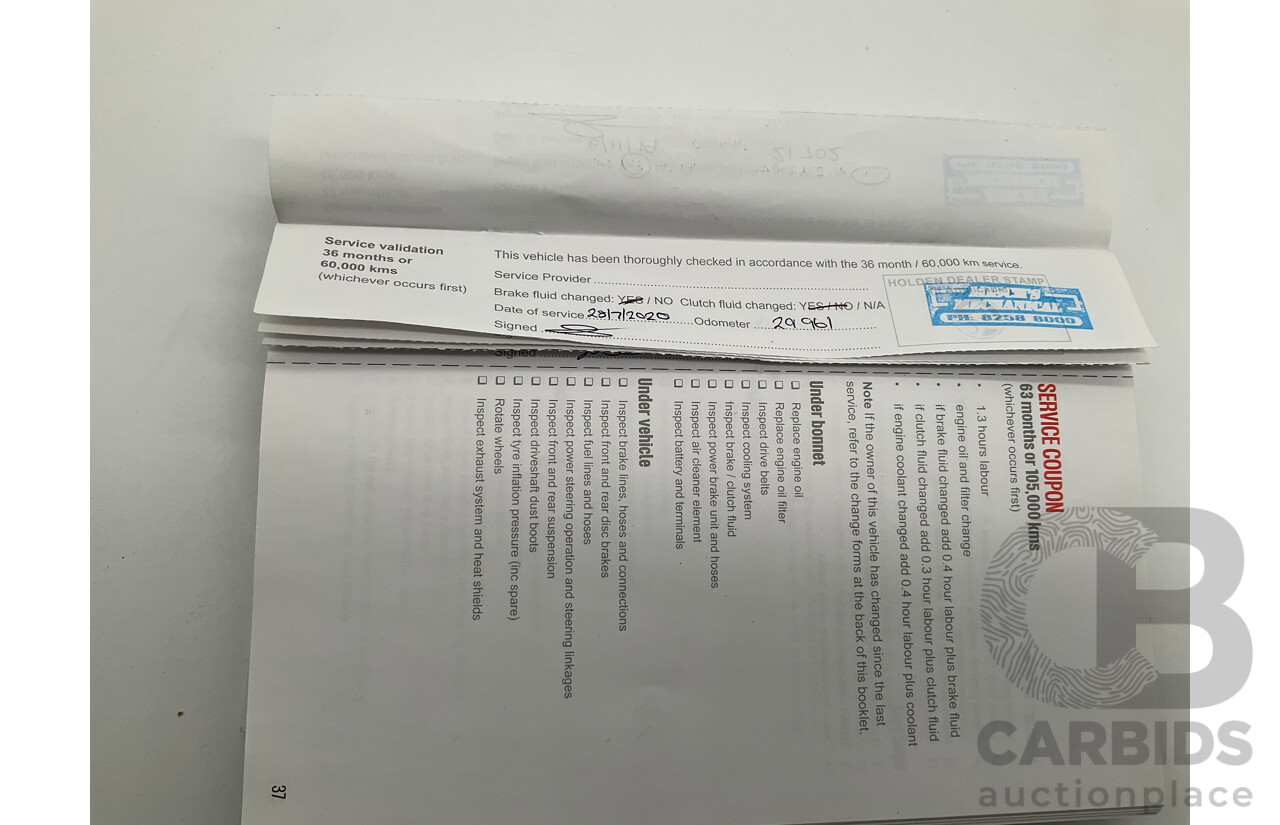 Service validation
36 months or
60,000 kms
(whichever occurs first)
This vehicle has been thoroughly checked in accordance with the 36 month / 60,000 km service.
Service Provider
Brake fluid changed: YES / NO Clutch fluid changed: YES / NO / N/A
Date of service 28/7/2020 Odometer 29961
Signed
HOLDEN DEALER STAMP
PH: 8258 8000
Signed
SERVICE COUPON
63 months or 105,000 kms
(whichever occurs first)
• 1.3 hours labour
• engine oil and filter change
• if brake fluid changed add 0.4 hour labour plus brake fluid
• if clutch fluid changed add 0.3 hour labour plus clutch fluid
• if engine coolant changed add 0.4 hour labour plus coolant
Note If the owner of this vehicle has changed since the last
service, refer to the change forms at the back of this booklet.
Under bonnet
❑ Replace engine oil
❑ Replace engine oil filter
❑ Inspect drive belts
❑ Inspect cooling system
❑ Inspect brake / clutch fluid
❑ Inspect power brake unit and hoses
❑ Inspect air cleaner element
❑ Inspect battery and terminals
Under vehicle
❑ Inspect brake lines, hoses and connections
❑ Inspect front and rear disc brakes
❑ Inspect fuel lines and hoses
❑ Inspect power steering operation and steering linkages
❑ Inspect front and rear suspension
❑ Inspect driveshaft dust boots
❑ Inspect tyre inflation pressure (inc spare)
❑ Rotate wheels
❑ Inspect exhaust system and heat shields
37
CB
CARBIDS
auctionplace